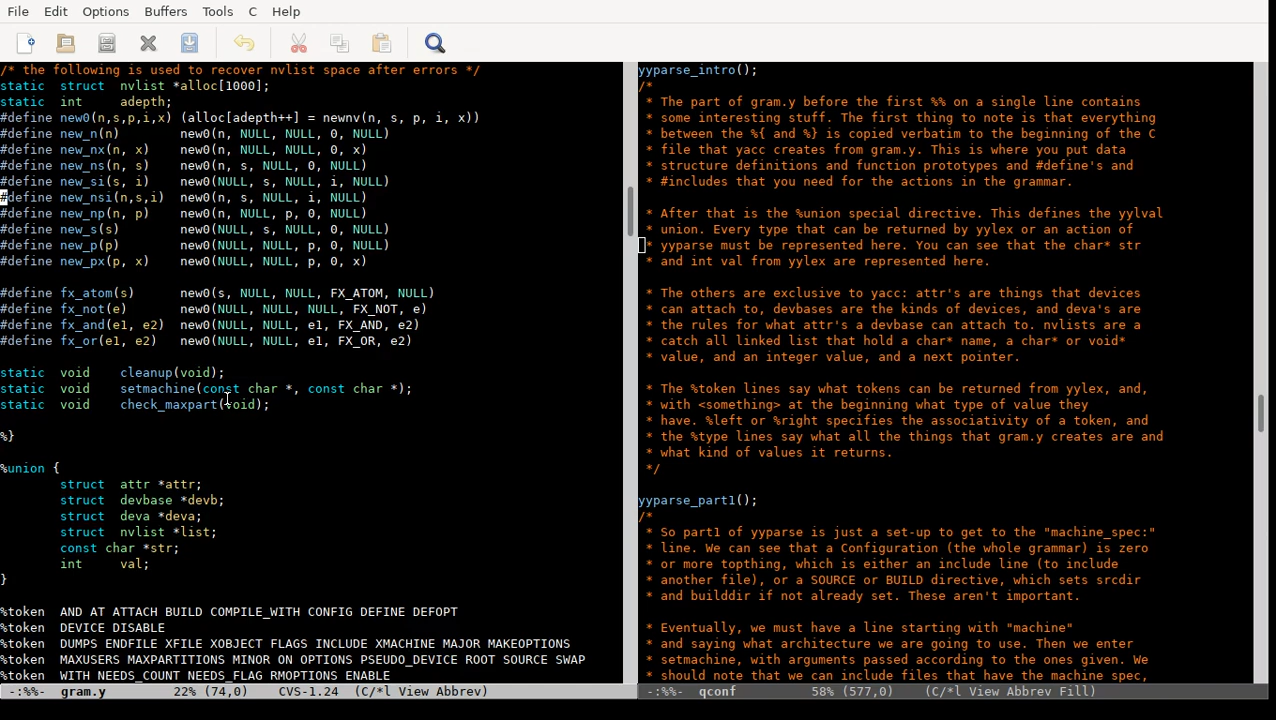 File Edit Options Buffers Tools C Help
/* the following is used to recover nvlist space after errors */
static struct nvlist *alloc[1000];
static int adepth;
#define new0(n,s,p,i,x) (alloc[adepth++] = newnv(n, s, p, i, x))
#define new_n(n) new0(n, NULL, NULL, 0, NULL)
#define new_nx(n, x) new0(n, NULL, NULL, 0, x)
#define new_ns(n, s) new0(n, s, NULL, 0, NULL)
#define new_si(s, i) new0(NULL, s, NULL, i, NULL)
#define new_nsi(n,s,i) new0(n, s, NULL, i, NULL)
#define new_np(n, p) new0(n, NULL, p, 0, NULL)
#define new_s(s) new0(NULL, s, NULL, 0, NULL)
#define new_p(p) new0(NULL, NULL, p, 0, NULL)
#define new_px(p, x) new0(NULL, NULL, p, 0, x)
#define fx_atom(s) new0(s, NULL, NULL, FX_ATOM, NULL)
#define fx_not(e) new0(NULL, NULL, NULL, FX_NOT, e)
#define fx_and(e1, e2) new0(NULL, NULL, e1, FX_AND, e2)
#define fx_or(e1, e2) new0(NULL, NULL, e1, FX_OR, e2)
static void cleanup(void);
static void setmachine(const char *, const char *);
static void check_maxpart(void);
%}
%union {
struct attr *attr;
struct devbase *devb;
struct deva *deva;
struct nvlist *list;
const char *str;
int val;
}
%token AND AT ATTACH BUILD COMPILE_WITH CONFIG DEFINE DEFOPT
%token DEVICE DISABLE
%token DUMPS ENDFILE XFILE XOBJECT FLAGS INCLUDE XMACHINE MAJOR MAKEOPTIONS
%token MAXUSERS MAXPARTITIONS MINOR ON OPTIONS PSEUDO_DEVICE ROOT SOURCE SWAP
%token WITH NEEDS_COUNT NEEDS_FLAG RMOPTIONS ENABLE
-:%%- gram.y 22% (74,0) CVS-1.24 (C/*l View Abbrev)
yyparse_intro();
/*
* The part of gram.y before the first %% on a single line contains
* some interesting stuff. The first thing to note is that everything
* between the %{ and %} is copied verbatim to the beginning of the C
* file that yacc creates from gram.y. This is where you put data
* structure definitions and function prototypes and #define's and
* #includes that you need for the actions in the grammar.
* After that is the %union special directive. This defines the yylval
* union. Every type that can be returned by yylex or an action of
* yyparse must be represented here. You can see that the char* str
* and int val from yylex are represented here.
* The others are exclusive to yacc: attr's are things that devices
* can attach to, devbases are the kinds of devices, and deva's are
* the rules for what attr's a devbase can attach to. nvlists are a
* catch all linked list that hold a char* name, a char* or void*
* value, and an integer value, and a next pointer.
* The %token lines say what tokens can be returned from yylex, and,
* with <something> at the beginning what type of value they
* have. %left or %right specifies the associativity of a token, and
* the %type lines say what all the things that gram.y creates are and
* what kind of values it returns.
*/
yyparse_part1();
/*
* So part1 of yyparse is just a set-up to get to the "machine_spec:"
* line. We can see that a Configuration (the whole grammar) is zero
* or more topthing, which is either an include line (to include
* another file), or a SOURCE or BUILD directive, which sets srcdir
* and builddir if not already set. These aren't important.
* Eventually, we must have a line starting with "machine"
* and saying what architecture we are going to use. Then we enter
* setmachine, with arguments passed according to the ones given. We
* should note that we can include files that have the machine spec,
-:%%- qconf 58% (577,0) (C/*l View Abbrev Fill)